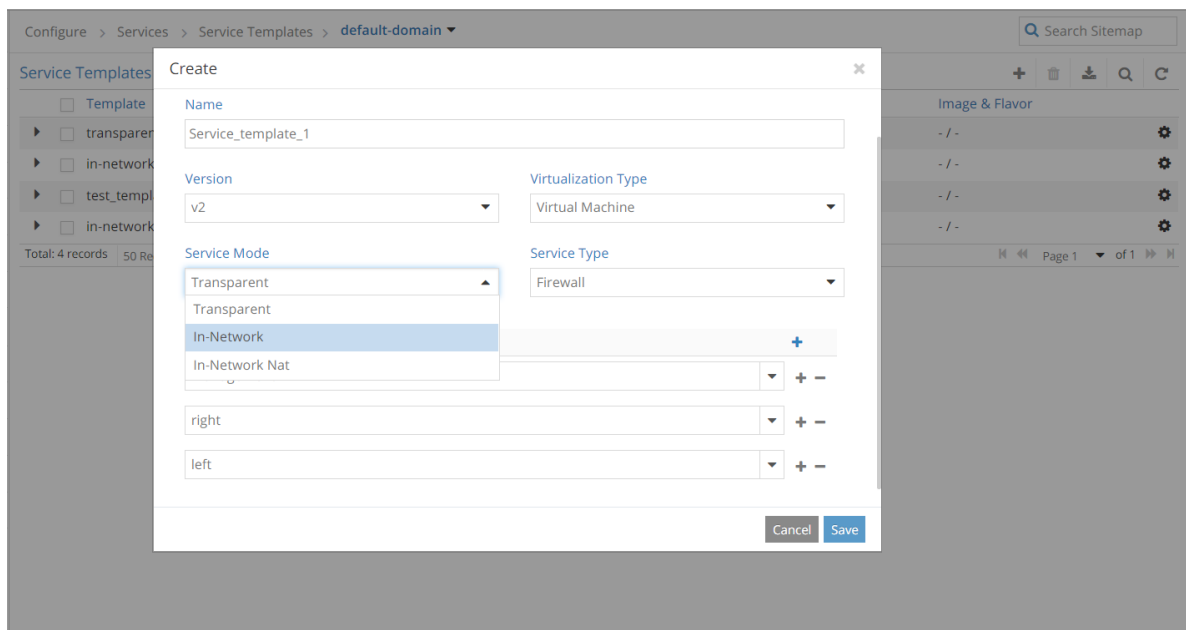 Configure > Services > Service Templates > default-domain
Search Sitemap
Service Templates
Create
Template
Image & Flavor
Name
transparen
Service_template_1
- / -
in-network
- / -
Version
Virtualization Type
test_templ
v2
Virtual Machine
- / -
in-network
- / -
Total: 4 records
50 Re
Service Mode
Service Type
Page 1
of 1
Transparent
Firewall
Transparent
In-Network
In-Network Nat
right
left
Cancel
Save